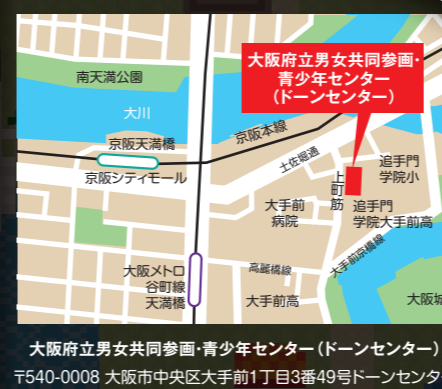 大阪府立男女共同参画・
青少年センター
(ドーンセンター)
南天満公園
大川
京阪天満橋
京阪本線
京阪シティモール
土佐堀通
追手門
学院小
上町筋
大手前
病院
追手門
学院大手前高
大阪メトロ
谷町線
天満橋
高麗橋線
大手前京橋線
大手前高
大阪城
大阪府立男女共同参画・青少年センター(ドーンセンター)
〒540-0008 大阪市中央区大手前1丁目3番49号ドーンセンタ